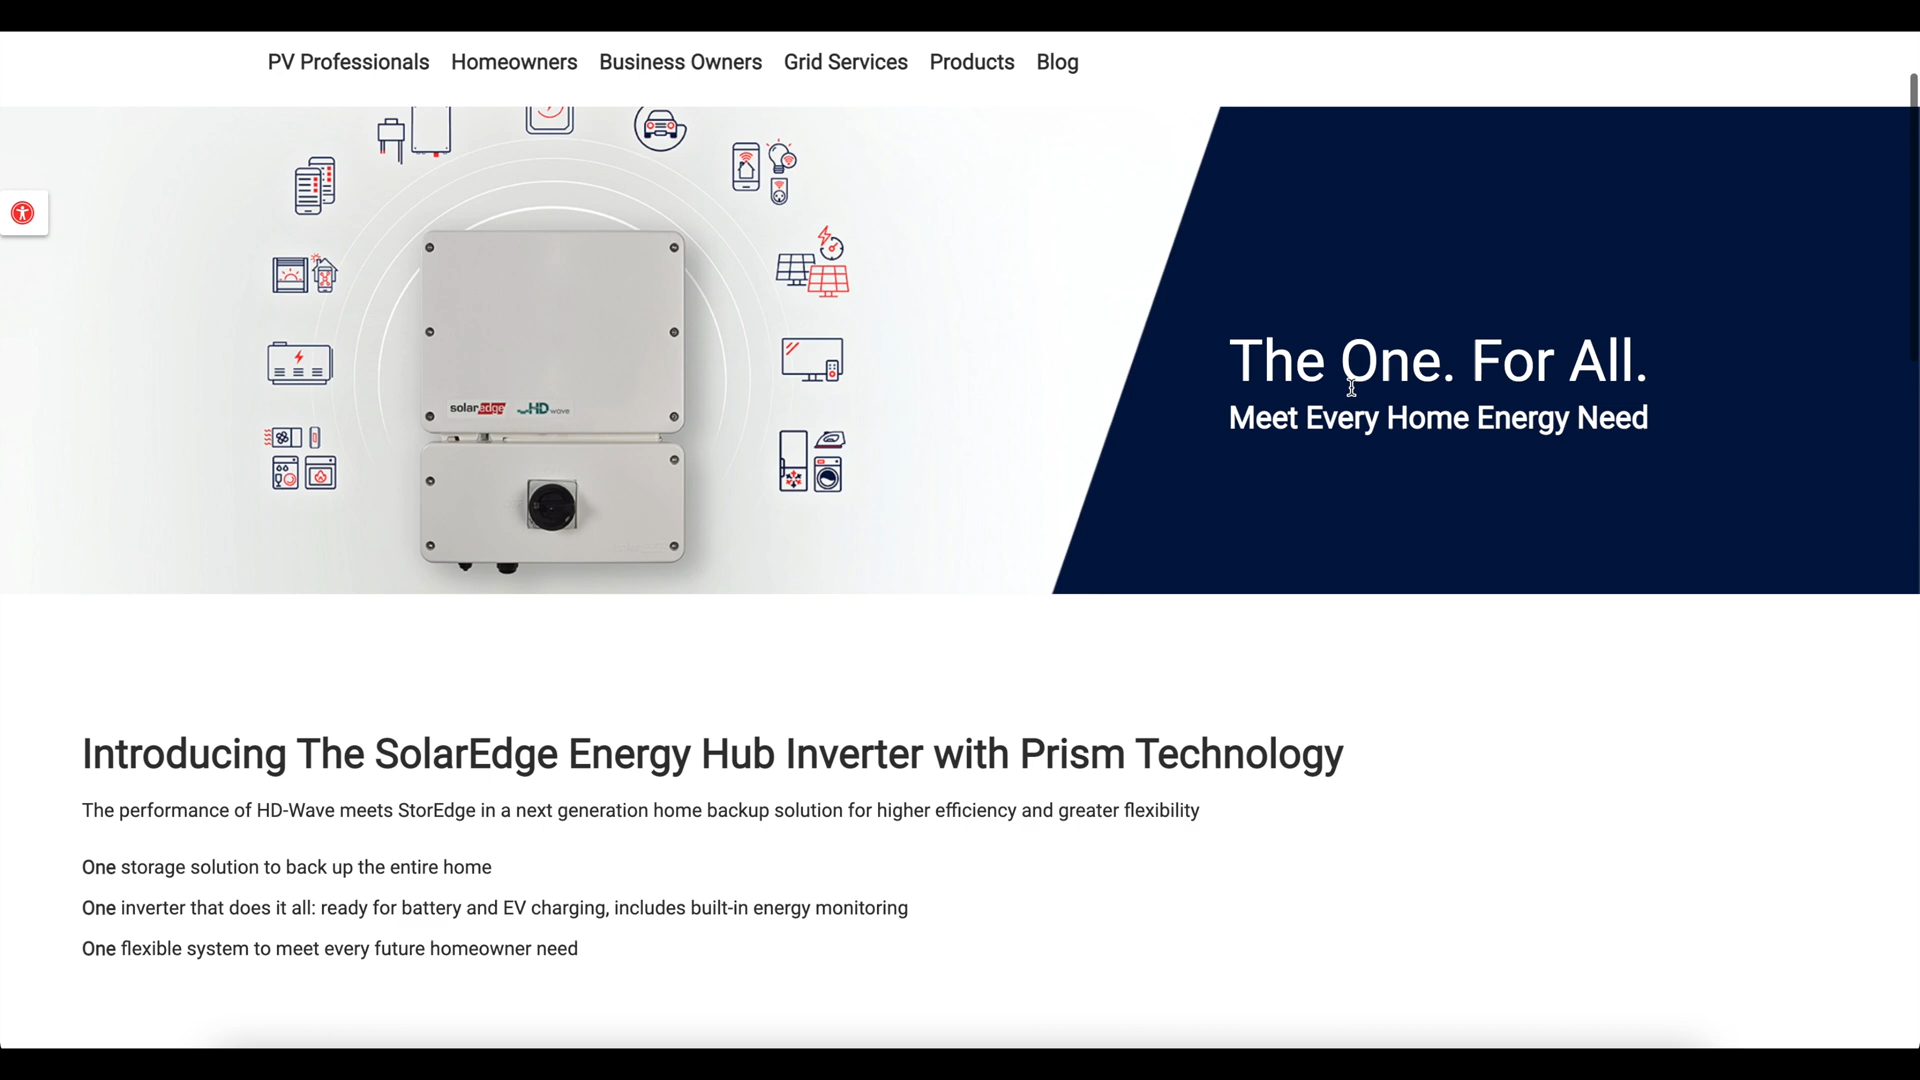 PV Professionals Homeowners Business Owners Grid Services Products Blog
solaredge HD wave
The One. For All.
Meet Every Home Energy Need
Introducing The SolarEdge Energy Hub Inverter with Prism Technology
The performance of HD-Wave meets StorEdge in a next generation home backup solution for higher efficiency and greater flexibility
One storage solution to back up the entire home
One inverter that does it all: ready for battery and EV charging, includes built-in energy monitoring
One flexible system to meet every future homeowner need